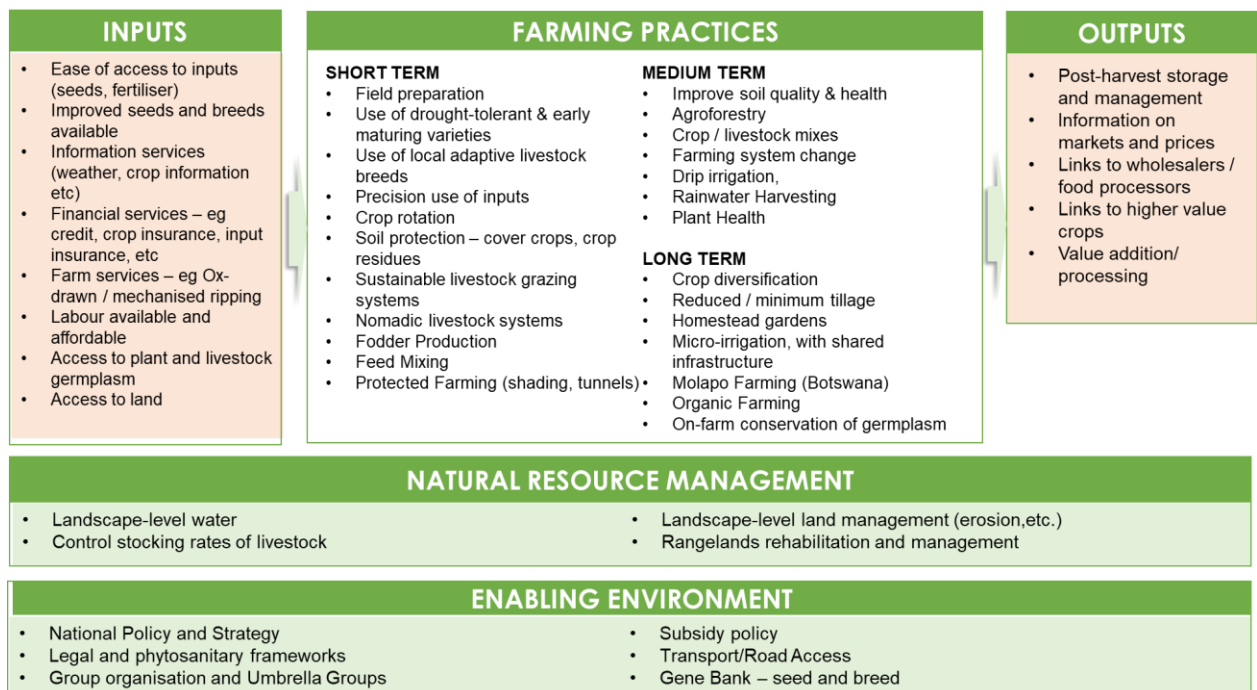 INPUTS
• Ease of access to inputs
(seeds, fertiliser)
• Improved seeds and breeds
available
• Information services
(weather, crop information
etc)
• Financial services – eg
credit, crop insurance, input
insurance, etc
• Farm services – eg Ox-
drawn / mechanised ripping
• Labour available and
affordable
• Access to plant and livestock
germplasm
• Access to land
FARMING PRACTICES
SHORT TERM
• Field preparation
• Use of drought-tolerant & early
maturing varieties
• Use of local adaptive livestock
breeds
• Precision use of inputs
• Crop rotation
• Soil protection – cover crops, crop
residues
• Sustainable livestock grazing
systems
• Nomadic livestock systems
• Fodder Production
• Feed Mixing
• Protected Farming (shading, tunnels)
MEDIUM TERM
• Improve soil quality & health
• Agroforestry
• Crop / livestock mixes
• Farming system change
• Drip irrigation,
• Rainwater Harvesting
• Plant Health
LONG TERM
• Crop diversification
• Reduced / minimum tillage
• Homestead gardens
• Micro-irrigation, with shared
infrastructure
• Molapo Farming (Botswana)
• Organic Farming
• On-farm conservation of germplasm
OUTPUTS
• Post-harvest storage
and management
• Information on
markets and prices
• Links to wholesalers /
food processors
• Links to higher value
crops
• Value addition/
processing
NATURAL RESOURCE MANAGEMENT
• Landscape-level water
• Control stocking rates of livestock
• Landscape-level land management (erosion,etc.)
• Rangelands rehabilitation and management
ENABLING ENVIRONMENT
• National Policy and Strategy
• Legal and phytosanitary frameworks
• Group organisation and Umbrella Groups
• Subsidy policy
• Transport/Road Access
• Gene Bank – seed and breed